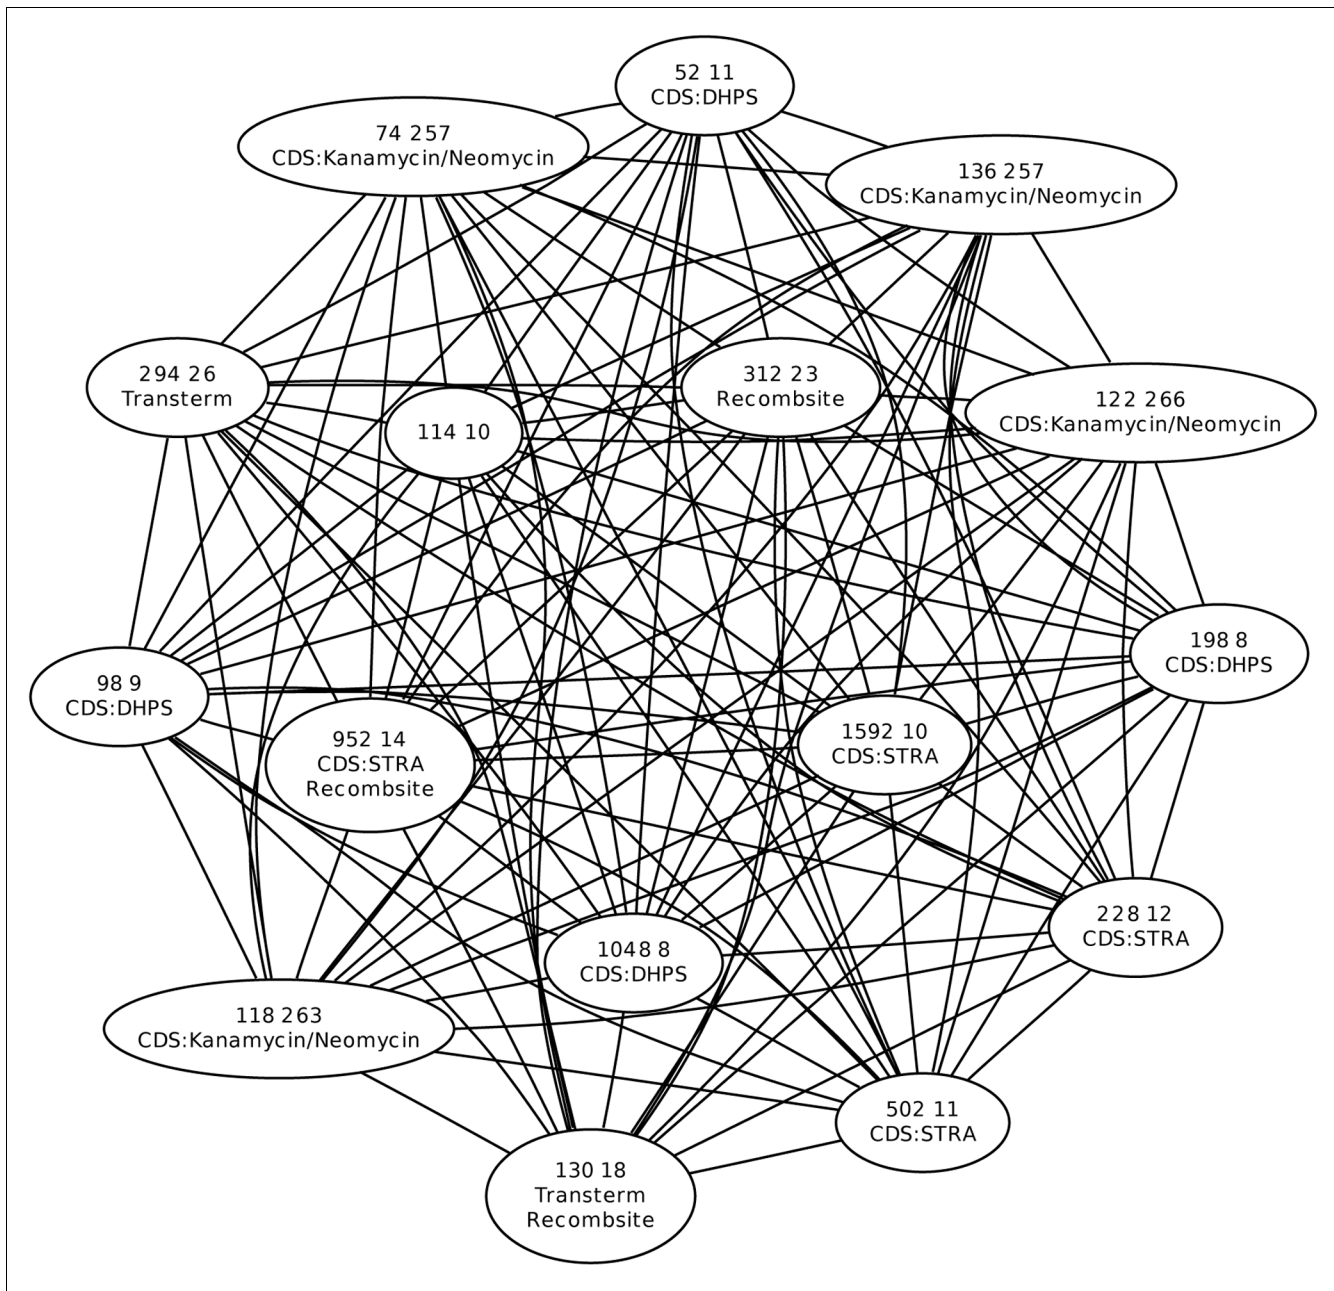 52 11
CDS:DHPS
74 257
CDS:Kanamycin/Neomycin
136 257
CDS:Kanamycin/Neomycin
294 26
Transterm
312 23
Recombsite
122 266
CDS:Kanamycin/Neomycin
114 10
198 8
CDS:DHPS
98 9
CDS:DHPS
952 14
CDS:STRA
Recombsite
1592 10
CDS:STRA
228 12
CDS:STRA
1048 8
CDS:DHPS
118 263
CDS:Kanamycin/Neomycin
502 11
CDS:STRA
130 18
Transterm
Recombsite